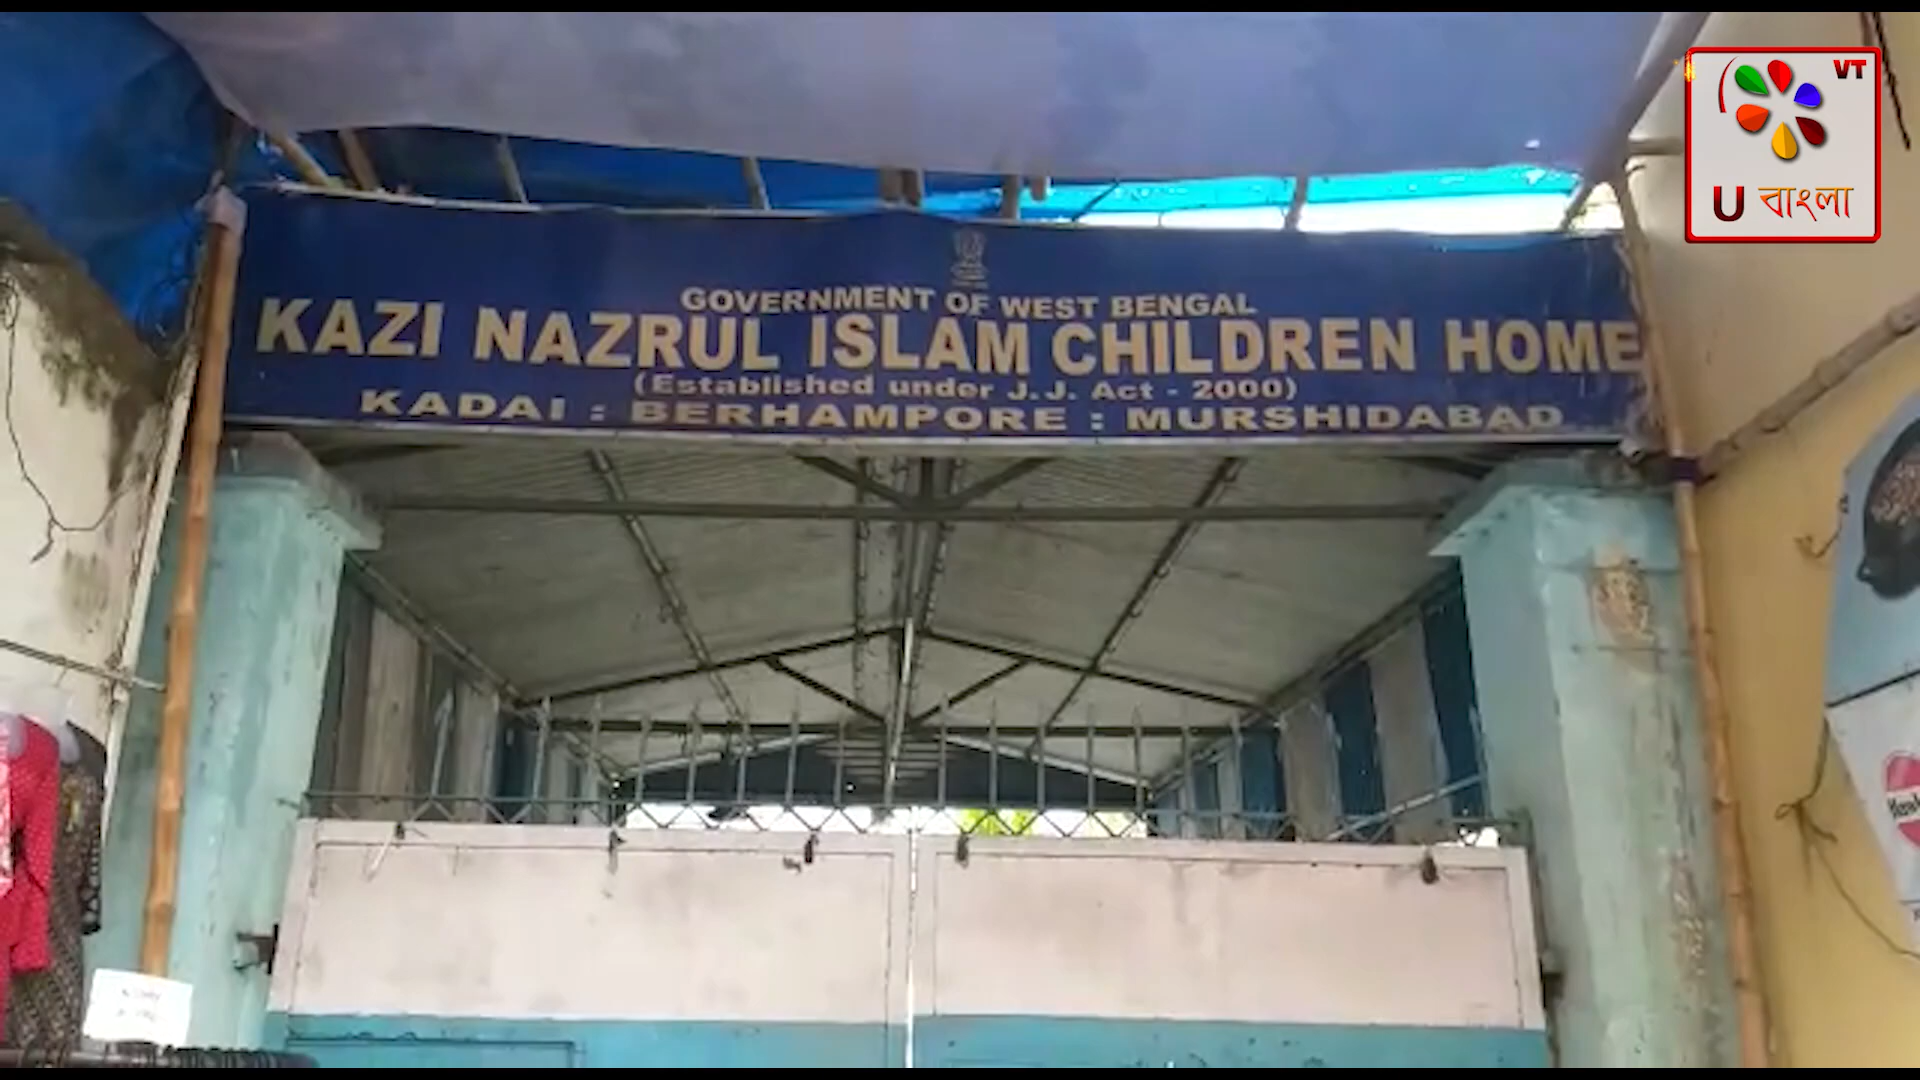 VT
U বাংলা
GOVERNMENT OF WEST BENGAL
KAZI NAZRUL ISLAM CHILDREN HOME
(Established under J.J. Act - 2000)
KADAI : BERHAMPORE : MURSHIDABAD